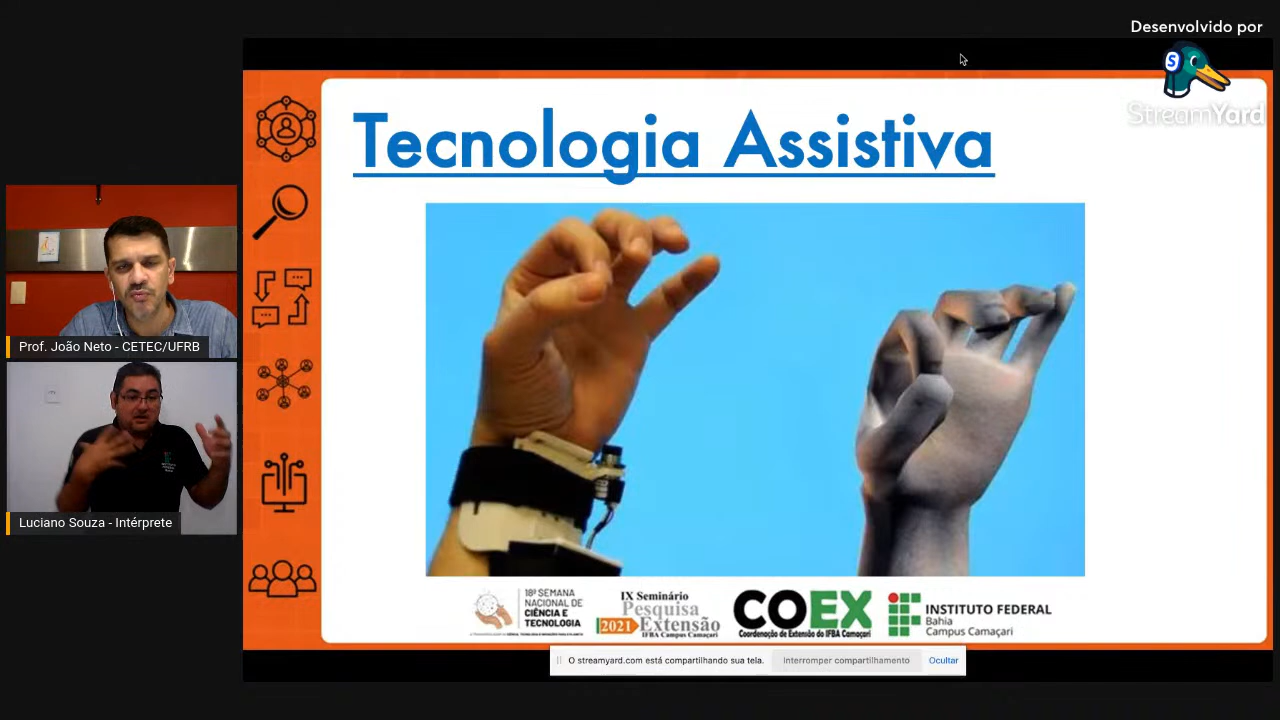 Desenvolvido por
StreamYard
Tecnologia Assistiva
Prof. João Neto - CETEC/UFRB
Luciano Souza - Intérprete
18ª SEMANA
NACIONAL DE
CIÊNCIA E
TECNOLOGIA
IX Seminário
Pesquisa
2021 Extensão
IFBA Campus Camaçari
COEX
Coordenação de Extensão do IFBA Camaçari
INSTITUTO FEDERAL
Bahia
Campus Camaçari
O streamyard.com está compartilhando sua tela.
Interromper compartilhamento
Ocultar